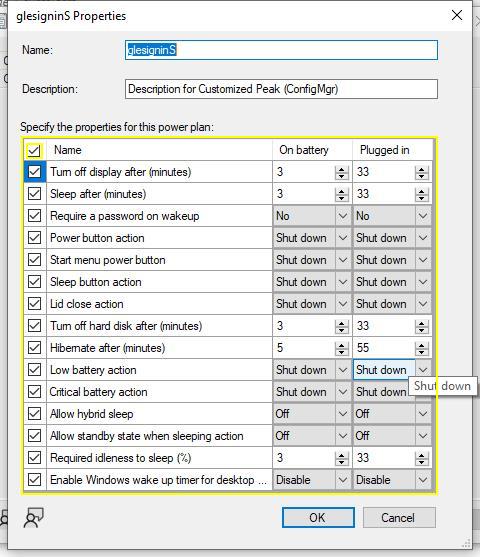 glesigninS Properties
Name: glesigninS
Description: Description for Customized Peak (ConfigMgr)
Specify the properties for this power plan:
Name On battery Plugged in
Turn off display after (minutes) 3 33
Sleep after (minutes) 3 33
Require a password on wakeup No No
Power button action Shut down Shut down
Start menu power button Shut down Shut down
Sleep button action Shut down Shut down
Lid close action Shut down Shut down
Turn off hard disk after (minutes) 3 33
Hibernate after (minutes) 5 55
Low battery action Shut down Shut down
Shut down
Critical battery action Shut down Shut down
Allow hybrid sleep Off Off
Allow standby state when sleeping action Off Off
Required idleness to sleep (%) 3 33
Enable Windows wake up timer for desktop ... Disable Disable
OK Cancel